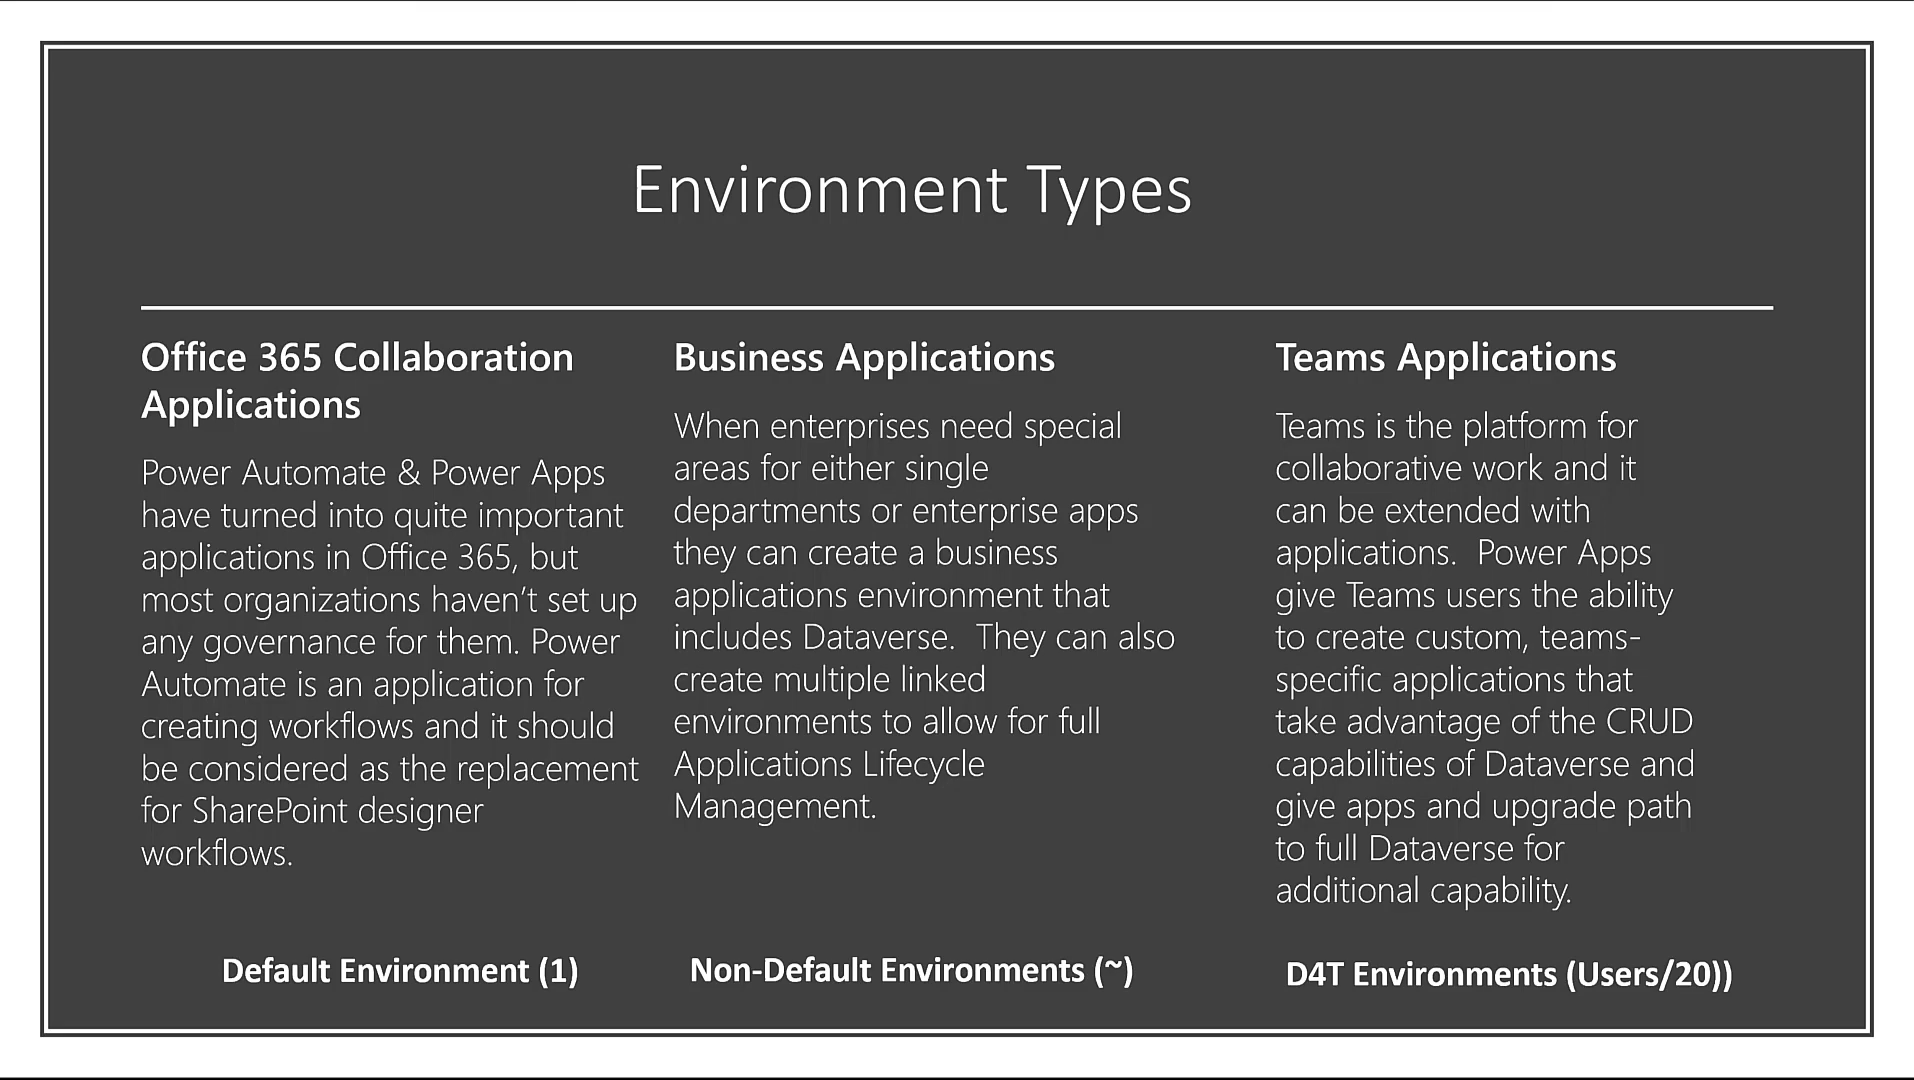 Environment Types
Office 365 Collaboration
Applications
Power Automate & Power Apps
have turned into quite important
applications in Office 365, but
most organizations haven’t set up
any governance for them. Power
Automate is an application for
creating workflows and it should
be considered as the replacement
for SharePoint designer
workflows.
Default Environment (1)
Business Applications
When enterprises need special
areas for either single
departments or enterprise apps
they can create a business
applications environment that
includes Dataverse.  They can also
create multiple linked
environments to allow for full
Applications Lifecycle
Management.
Non-Default Environments (~)
Teams Applications
Teams is the platform for
collaborative work and it
can be extended with
applications.  Power Apps
give Teams users the ability
to create custom, teams-
specific applications that
take advantage of the CRUD
capabilities of Dataverse and
give apps and upgrade path
to full Dataverse for
additional capability.
D4T Environments (Users/20))